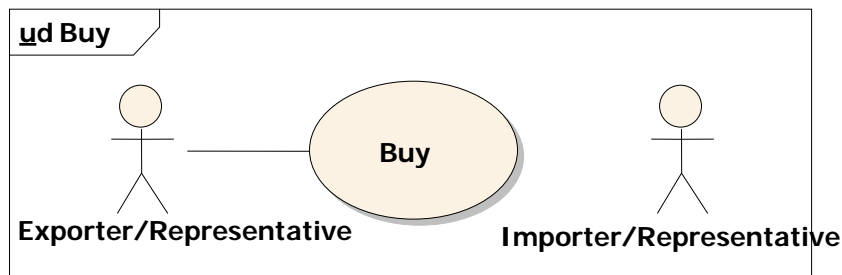 ud Buy
Buy
Exporter/Representative
Importer/Representative